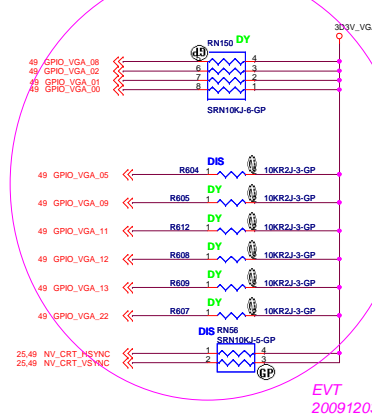 3D3V_VG
RN150 DY
GP
49 GPIO_VGA_08 5 4
49 GPIO_VGA_02 6 3
49 GPIO_VGA_01 7 2
49 GPIO_VGA_00 8 1
SRN10KJ-6-GP
DIS
49 GPIO_VGA_05 R604 1 2 10KR2J-3-GP
DY
49 GPIO_VGA_09 R605 1 2 10KR2J-3-GP
DY
49 GPIO_VGA_11 R612 1 2 10KR2J-3-GP
DY
49 GPIO_VGA_12 R608 1 2 10KR2J-3-GP
DY
49 GPIO_VGA_13 R609 1 2 10KR2J-3-GP
DY
49 GPIO_VGA_22 R607 1 2 10KR2J-3-GP
DIS RN56
SRN10KJ-5-GP
25,49 NV_CRT_HSYNC 1 4
25,49 NV_CRT_VSYNC 2 3
GP
EVT
2009120